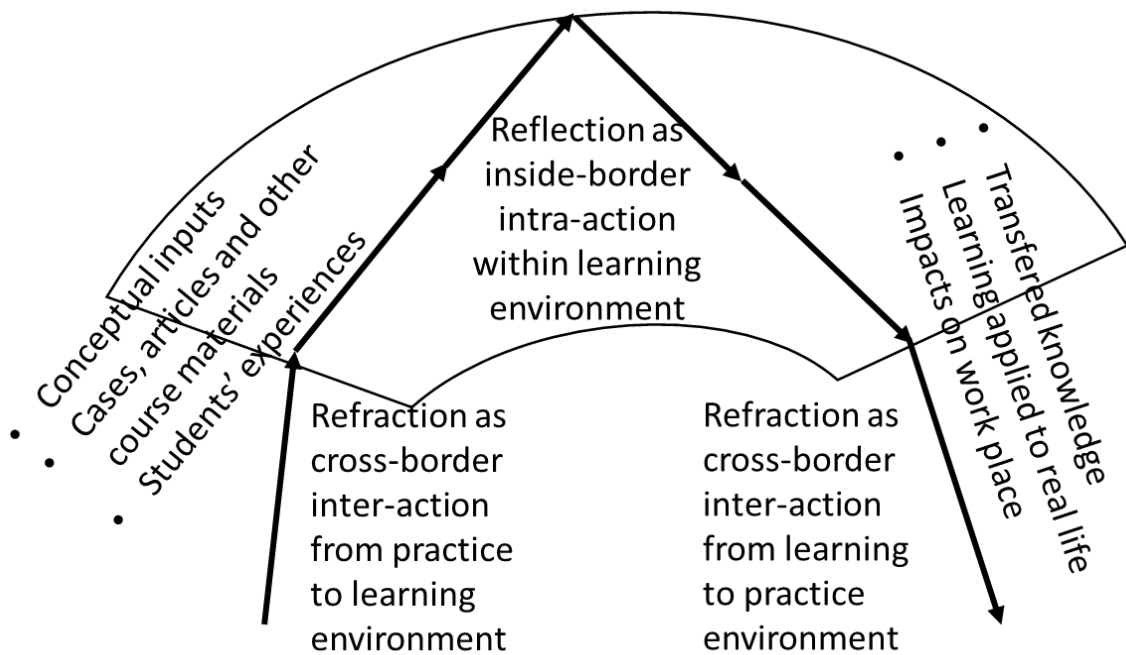 • Conceptual inputs
• Cases, articles and other
course materials
• Students’ experiences
Reflection as
inside-border
intra-action
within learning
environment
• Transfered knowledge
• Learning applied to real life
• Impacts on work place
Refraction as
cross-border
inter-action
from practice
to learning
environment
Refraction as
cross-border
inter-action
from learning
to practice
environment